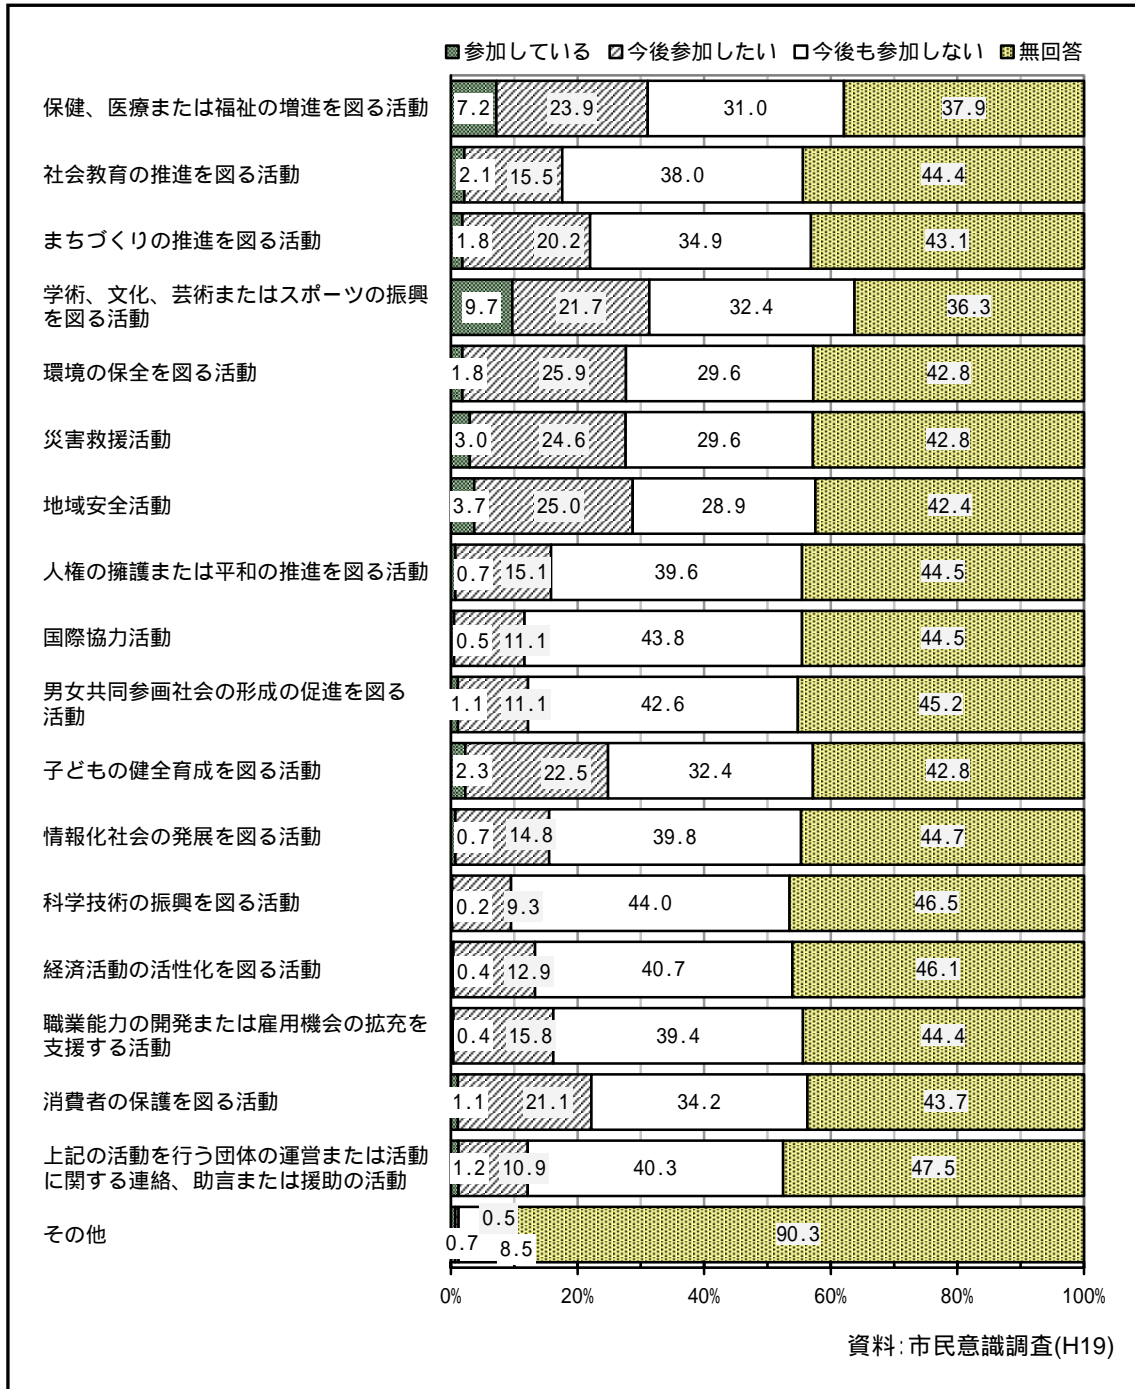 参加している 今後参加したい 今後も参加しない 無回答
保健、医療または福祉の増進を図る活動 7.2 23.9 31.0 37.9
社会教育の推進を図る活動 2.1 15.5 38.0 44.4
まちづくりの推進を図る活動 1.8 20.2 34.9 43.1
学術、文化、芸術またはスポーツの振興
を図る活動 9.7 21.7 32.4 36.3
環境の保全を図る活動 1.8 25.9 29.6 42.8
災害救援活動 3.0 24.6 29.6 42.8
地域安全活動 3.7 25.0 28.9 42.4
人権の擁護または平和の推進を図る活動 0.7 15.1 39.6 44.5
国際協力活動 0.5 11.1 43.8 44.5
男女共同参画社会の形成の促進を図る
活動 1.1 11.1 42.6 45.2
子どもの健全育成を図る活動 2.3 22.5 32.4 42.8
情報化社会の発展を図る活動 0.7 14.8 39.8 44.7
科学技術の振興を図る活動 0.2 9.3 44.0 46.5
経済活動の活性化を図る活動 0.4 12.9 40.7 46.1
職業能力の開発または雇用機会の拡充を
支援する活動 0.4 15.8 39.4 44.4
消費者の保護を図る活動 1.1 21.1 34.2 43.7
上記の活動を行う団体の運営または活動
に関する連絡、助言または援助の活動 1.2 10.9 40.3 47.5
その他 0.7 0.5 8.5 90.3
0% 20% 40% 60% 80% 100%
資料:市民意識調査(H19)